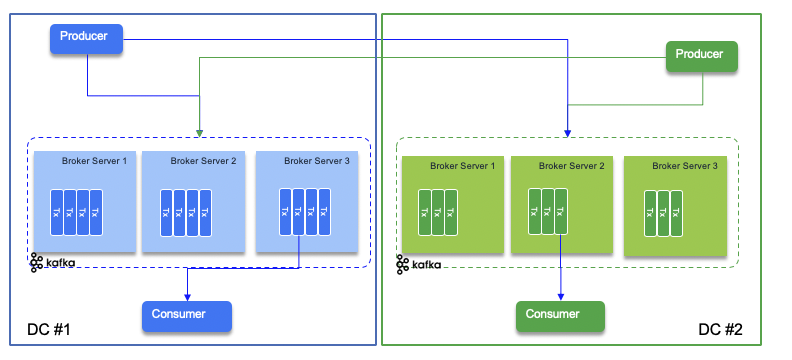 Producer
Producer
Broker Server 1
Broker Server 2
Broker Server 3
Tx Tx Tx Tx
Tx Tx Tx Tx
Tx Tx Tx Tx
kafka
Consumer
DC #1
Broker Server 1
Broker Server 2
Broker Server 3
Tx Tx Tx
Tx Tx Tx
Tx Tx Tx
kafka
Consumer
DC #2